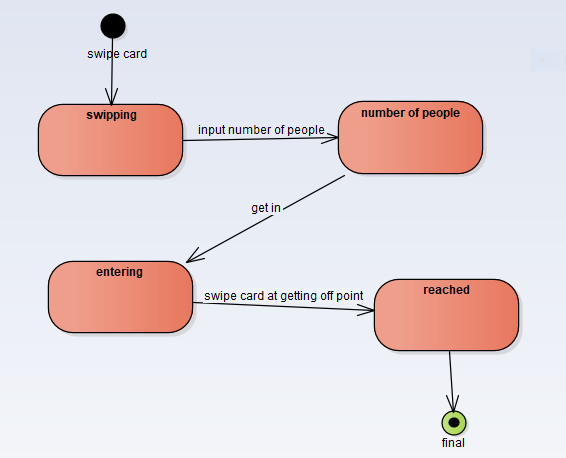 swipe card
swipping
input number of people
number of people
get in
entering
swipe card at getting off point
reached
final